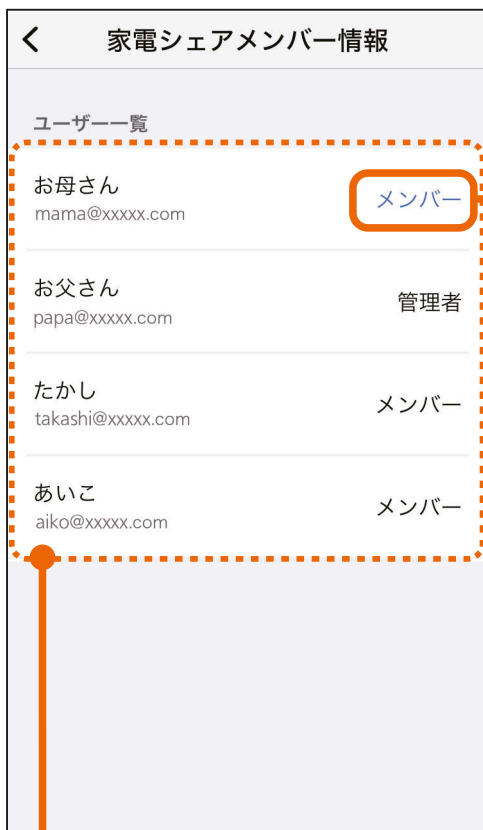 家電シェアメンバー情報
ユーザー一覧
お母さん
mama@xxxxx.com
メンバー
お父さん
papa@xxxxx.com
管理者
たかし
takashi@xxxxx.com
メンバー
あいこ
aiko@xxxxx.com
メンバー